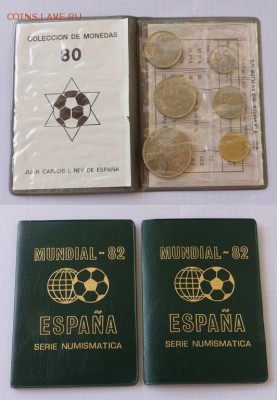 COINS.LAVE.RU
COLECCION DE MONEDAS
80
JUAN CARLOS I, REY DE ESPAÑA
MUNDIAL-82
ESPAÑA
SERIE NUMISMATICA
MUNDIAL-82
ESPAÑA
SERIE NUMISMATICA